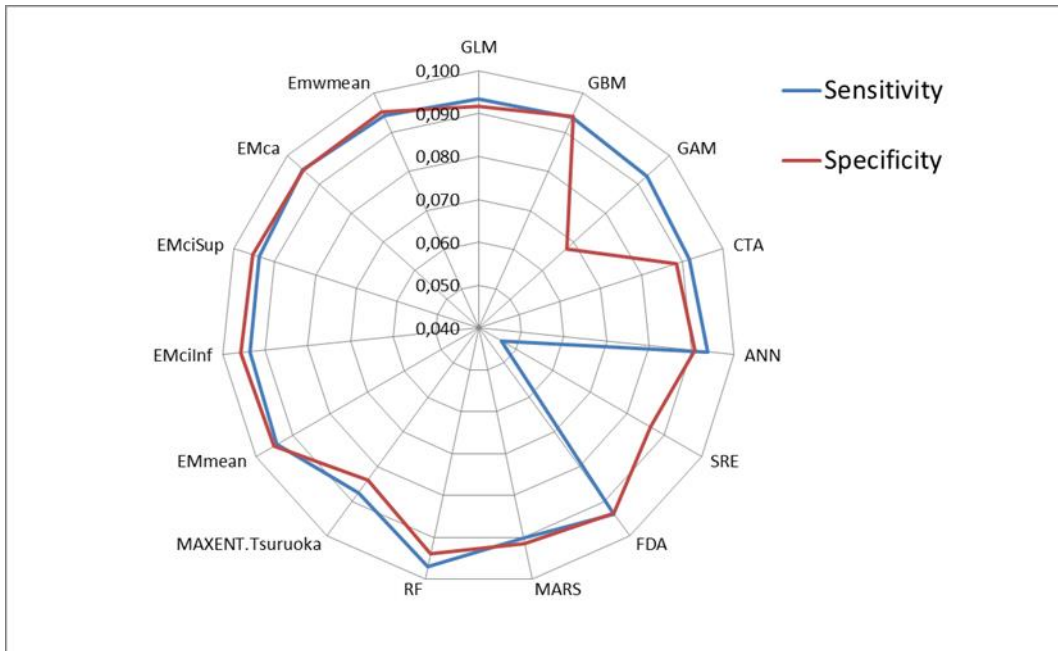 GLM
0,100
Emwmean
GBM
Sensitivity
0,090
EMca
GAM
Specificity
0,080
0,070
EMciSup
0,060
CTA
0,050
0,040
EMciInf
ANN
EMmean
SRE
MAXENT.Tsuruoka
FDA
RF
MARS